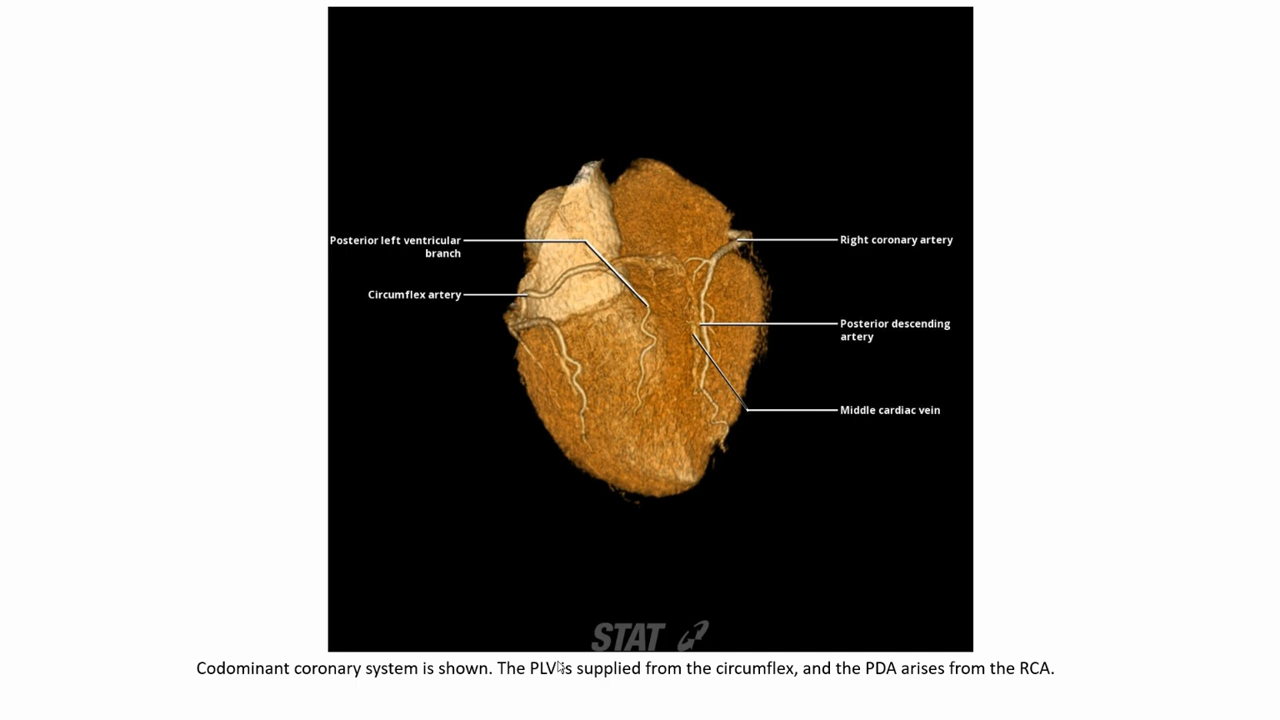 Posterior left ventricular
branch
Right coronary artery
Circumflex artery
Posterior descending
artery
Middle cardiac vein
STAT
Codominant coronary system is shown. The PLV is supplied from the circumflex, and the PDA arises from the RCA.